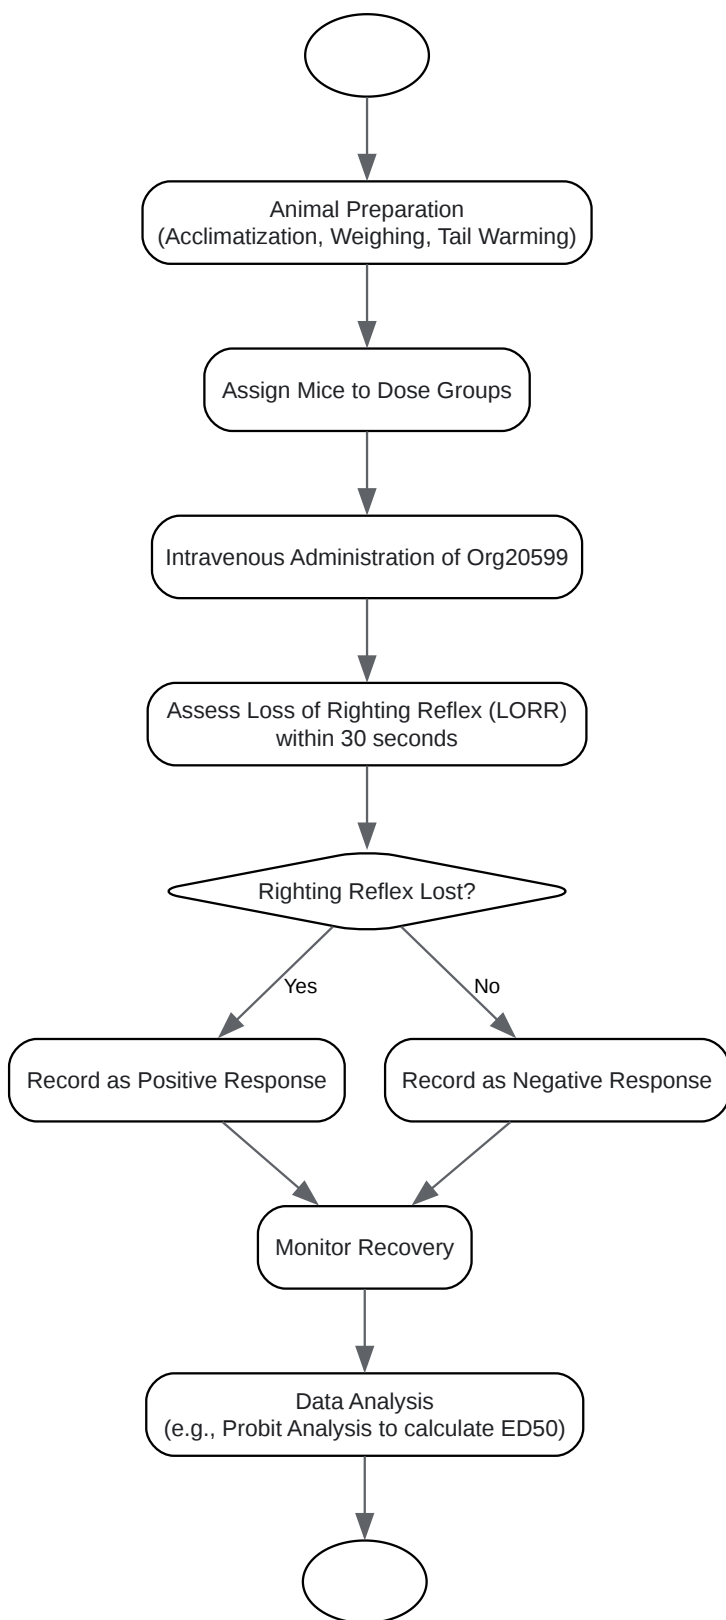 Animal Preparation
(Acclimatization, Weighing, Tail Warming)
Assign Mice to Dose Groups
Intravenous Administration of Org20599
Assess Loss of Righting Reflex (LORR)
within 30 seconds
Righting Reflex Lost?
Yes
No
Record as Positive Response
Record as Negative Response
Monitor Recovery
Data Analysis
(e.g., Probit Analysis to calculate ED50)